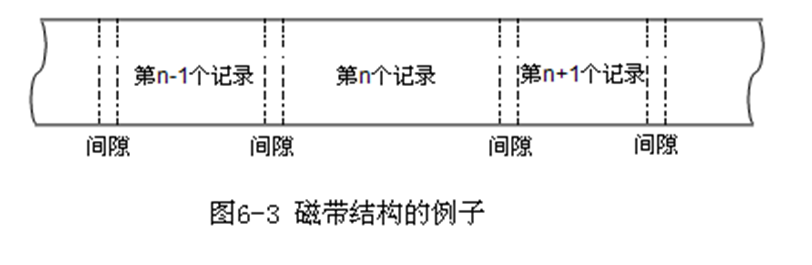 第n-1个记录 第n个记录 第n+1个记录
间隙 间隙 间隙 间隙
图6-3 磁带结构的例子